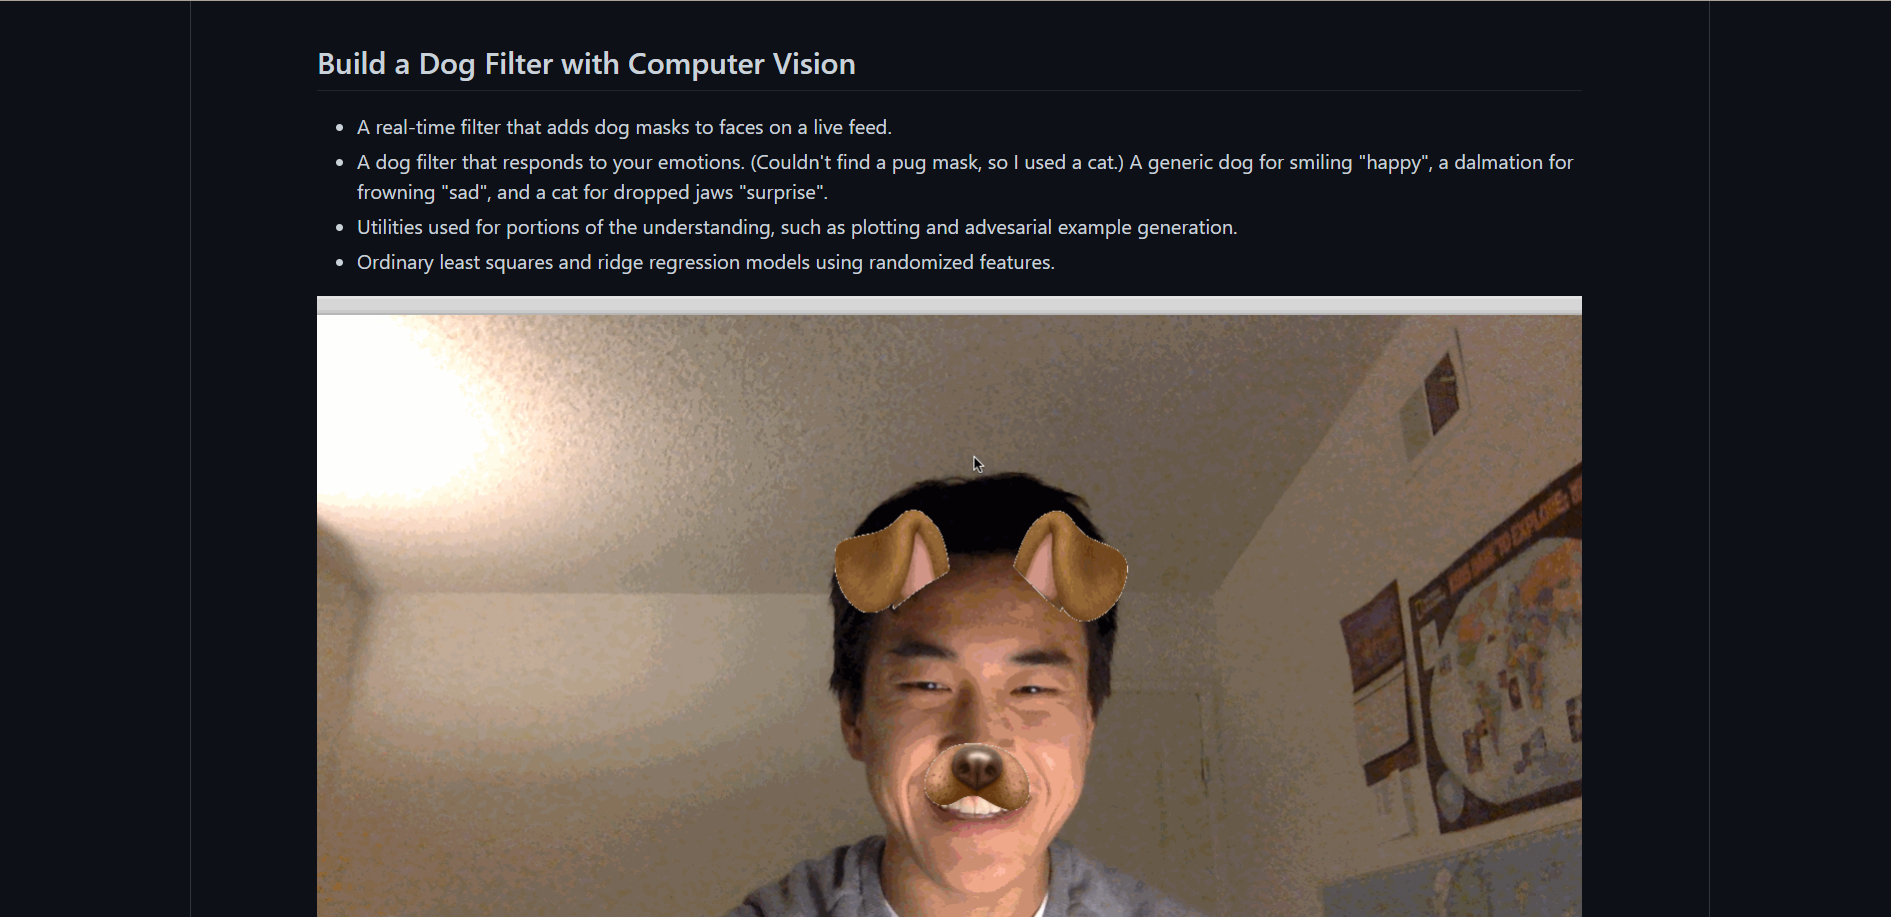 Build a Dog Filter with Computer Vision
A real-time filter that adds dog masks to faces on a live feed.
A dog filter that responds to your emotions. (Couldn't find a pug mask, so I used a cat.) A generic dog for smiling "happy", a dalmation for
frowning "sad", and a cat for dropped jaws "surprise".
Utilities used for portions of the understanding, such as plotting and advesarial example generation.
Ordinary least squares and ridge regression models using randomized features.
TO EXPLORE: